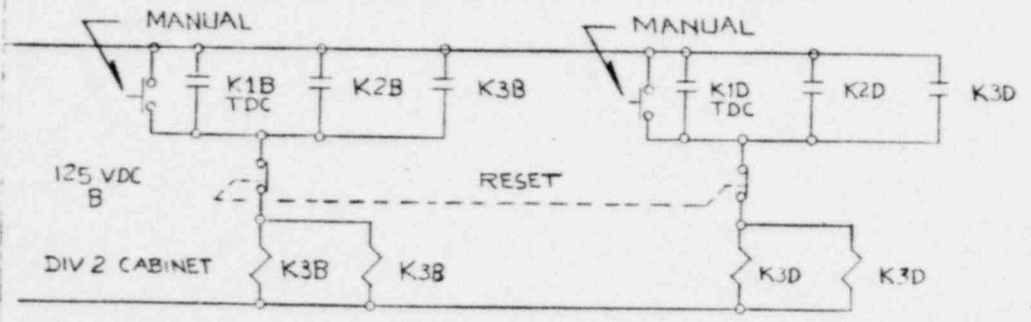 MANUAL
MANUAL
K1B
TDC
K2B
K3B
K1D
TDC
K2D
K3D
125 VDC
B
RESET
DIV 2 CABINET
K3B
K3B
K3D
K3D